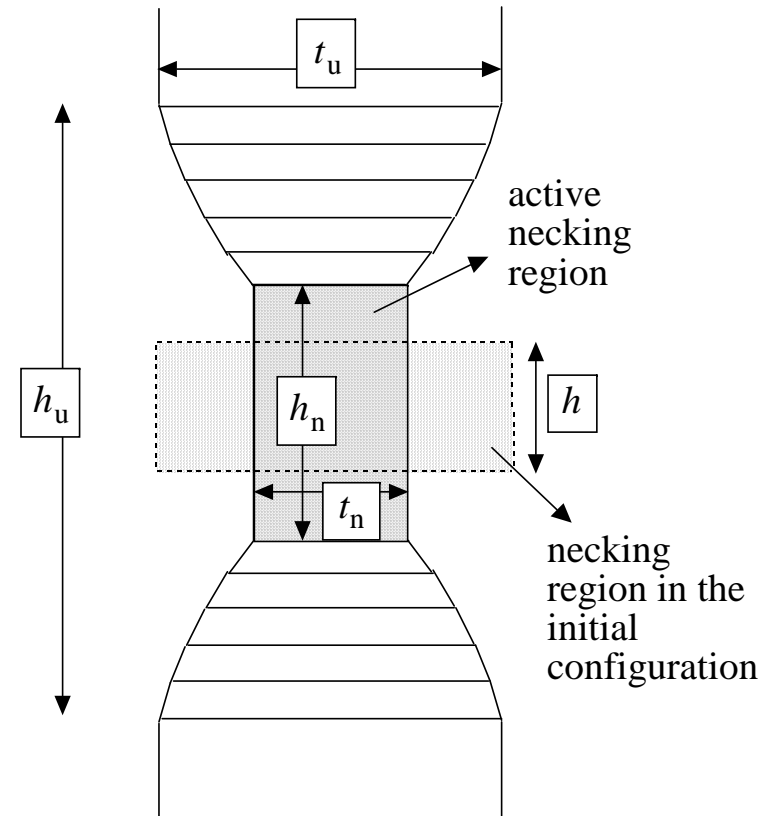 t_u
active
necking
region
h_u
h_n
h
t_n
necking
region in the
initial
configuration